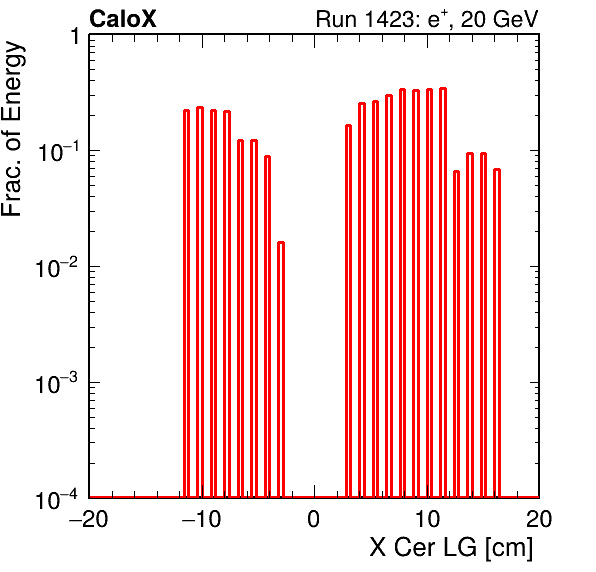 CaloX Run 1423: e⁺, 20 GeV
Frac. of Energy
1
10⁻¹
10⁻²
10⁻³
10⁻⁴
−20 −10 0 10 20
X Cer LG [cm]